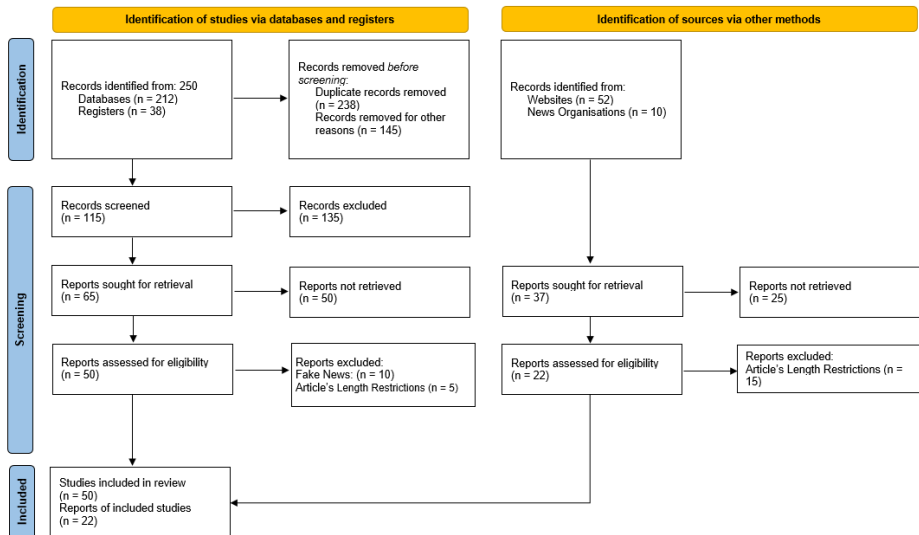 Identification of studies via databases and registers
Identification of sources via other methods
Identification
Records identified from: 250
Databases (n = 212)
Registers (n = 38)
Records removed before
screening:
Duplicate records removed
(n = 238)
Records removed for other
reasons (n = 145)
Records identified from:
Websites (n = 52)
News Organisations (n = 10)
Screening
Records screened
(n = 115)
Records excluded
(n = 135)
Reports sought for retrieval
(n = 65)
Reports not retrieved
(n = 50)
Reports sought for retrieval
(n = 37)
Reports not retrieved
(n = 25)
Reports assessed for eligibility
(n = 50)
Reports excluded:
Fake News: (n = 10)
Article's Length Restrictions (n = 5)
Reports assessed for eligibility
(n = 22)
Reports excluded:
Article's Length Restrictions (n =
15)
Included
Studies included in review
(n = 50)
Reports of included studies
(n = 22)